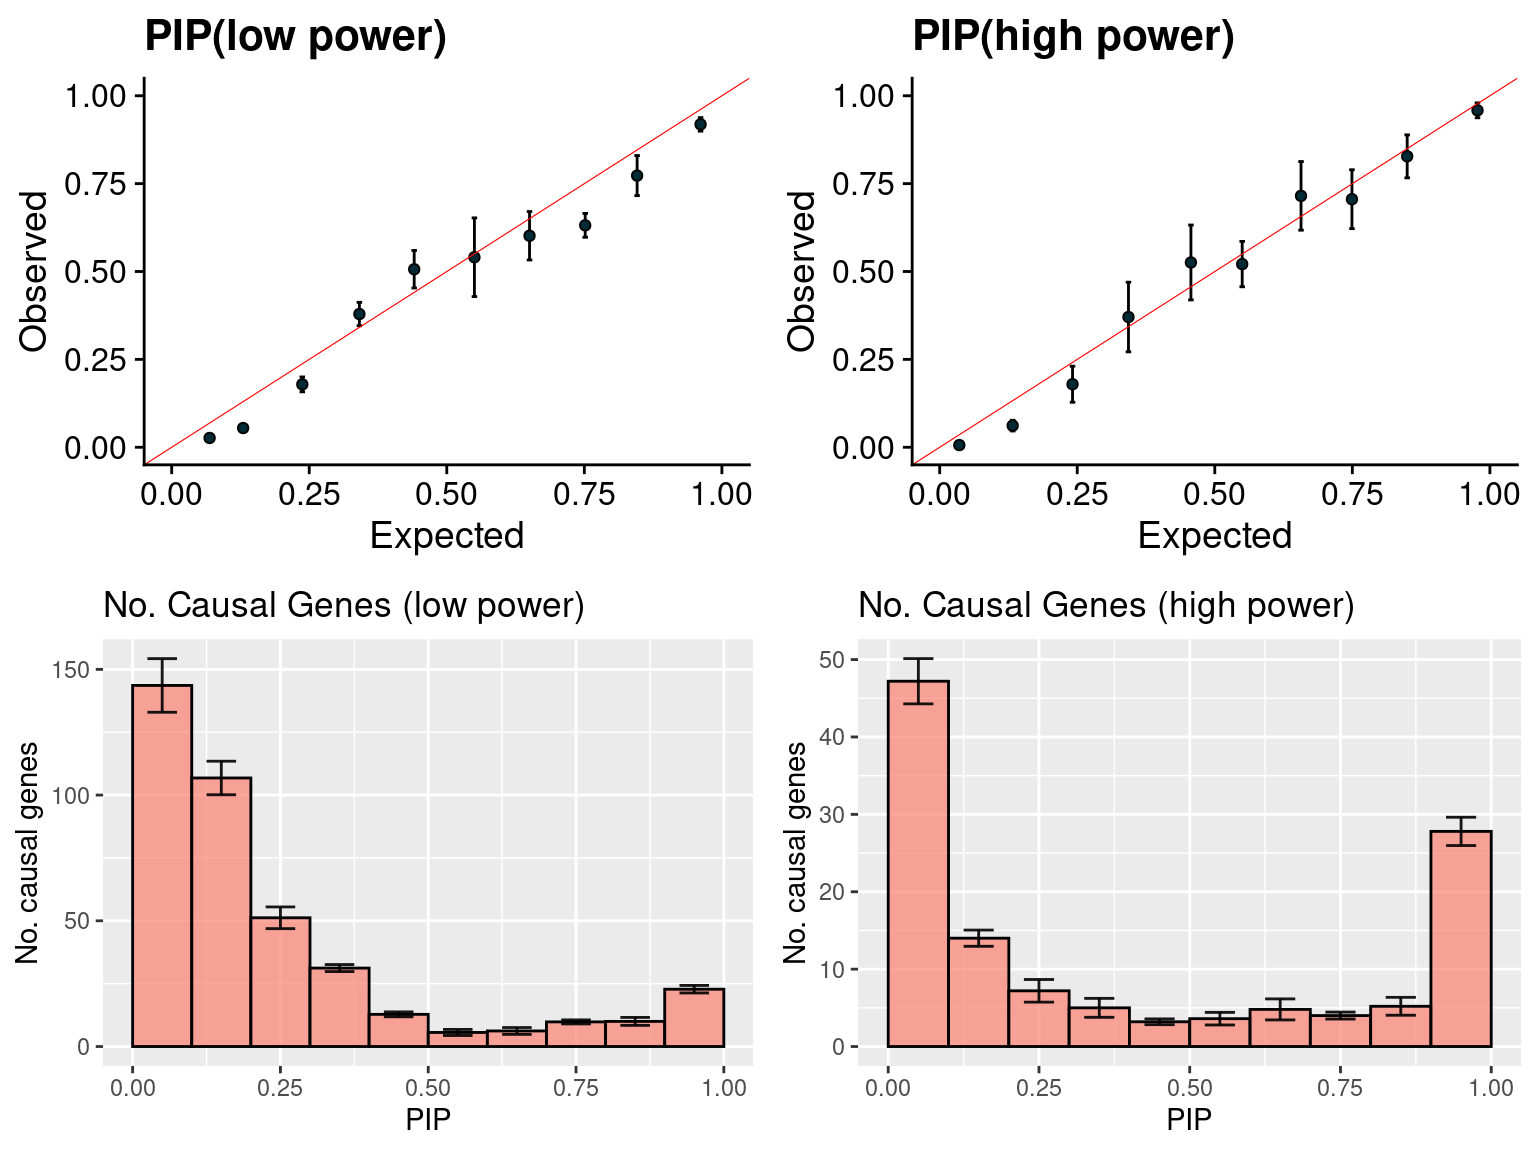 PIP(low power)
1.00
0.75
0.50
0.25
0.00
Observed
0.00 0.25 0.50 0.75 1.00
Expected
PIP(high power)
1.00
0.75
0.50
0.25
0.00
Observed
0.00 0.25 0.50 0.75 1.00
Expected
No. Causal Genes (low power)
150
100
50
0
No. causal genes
0.00 0.25 0.50 0.75 1.00
PIP
No. Causal Genes (high power)
50
40
30
20
10
0
No. causal genes
0.00 0.25 0.50 0.75 1.00
PIP